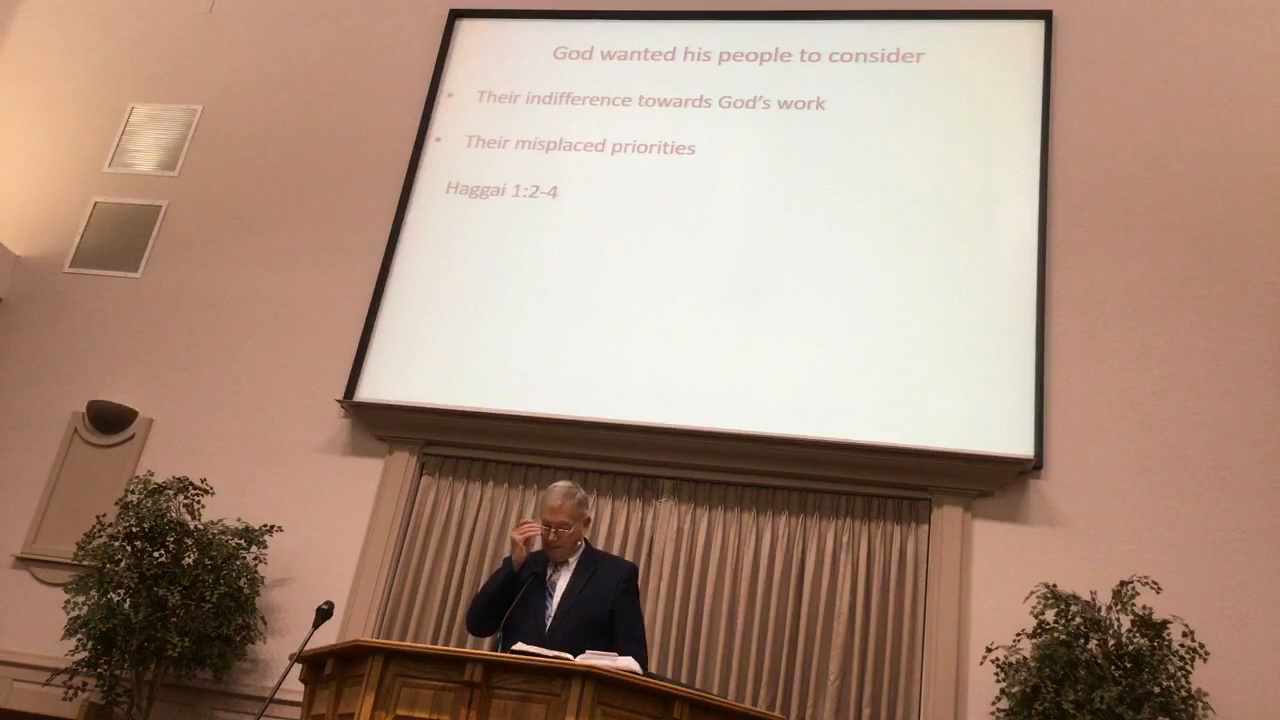 God wanted his people to consider
• Their indifference towards God's work
• Their misplaced priorities
Haggai 1:2-4